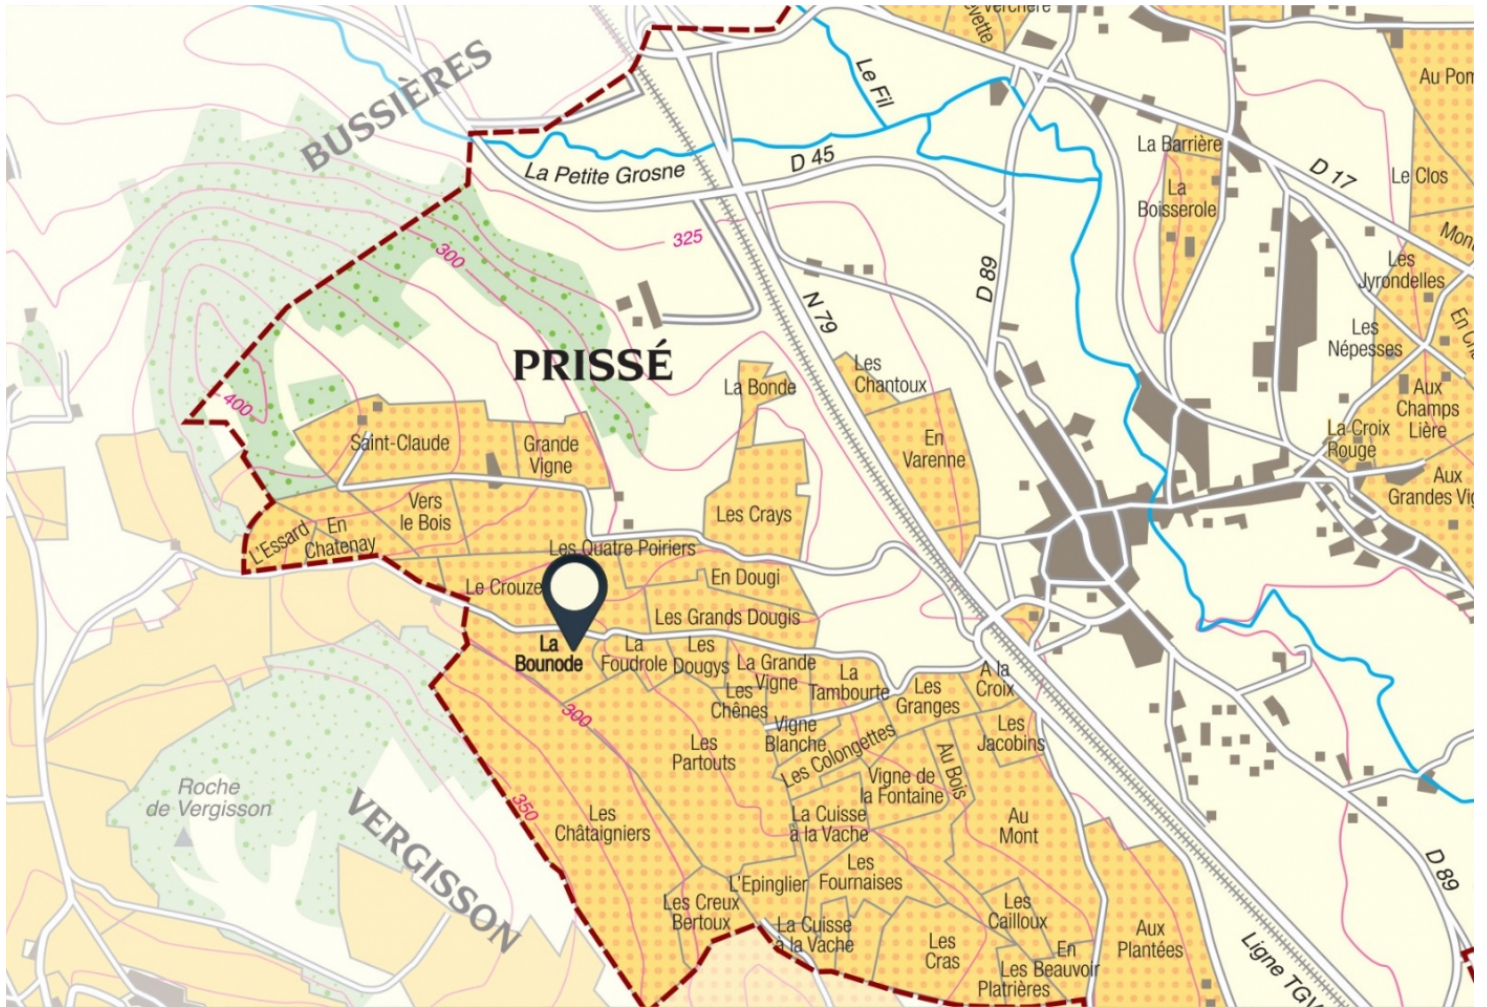 evette
Verchère
BUSSIÈRES
Le Fil
Au Pom
La Barrière
D 45
La Petite Grosne
D 17
Le Clos
La
Boisserole
325
300
Mont
Les
Jyrondelles
D 89
N 79
En Cha
Les
Népesses
PRISSÉ
La Bonde
Les
Chantoux
400
Aux
Champs
Lière
La Croix
Rouge
Saint-Claude
Grande
Vigne
En
Varenne
Aux
Grandes Vig
Vers
le Bois
Les Crays
L'Essard
En
Chatenay
Les Quatre Poiriers
En Dougi
Le Crouze
Les Grands Dougis
La
Bounode
La
Foudrole
Les
Dougys
La Grande
Vigne
La
Tambourte
A la
Croix
Les
Granges
Les
Chênes
300
Vigne
Blanche
Les
Jacobins
Les
Partouts
Les Colongettes
Au Bois
Vigne de
la Fontaine
Roche
de Vergisson
350
Les
Châtaigniers
La Cuisse
à la Vache
Au
Mont
VERGISSON
D 89
L'Epinglier
Les
Fournaises
Les Creux
Bertoux
Les
Cailloux
La Cuisse
à la Vache
Les
Cras
Aux
Plantées
En
Beauvoir
Les
Platrières
Ligne TGV